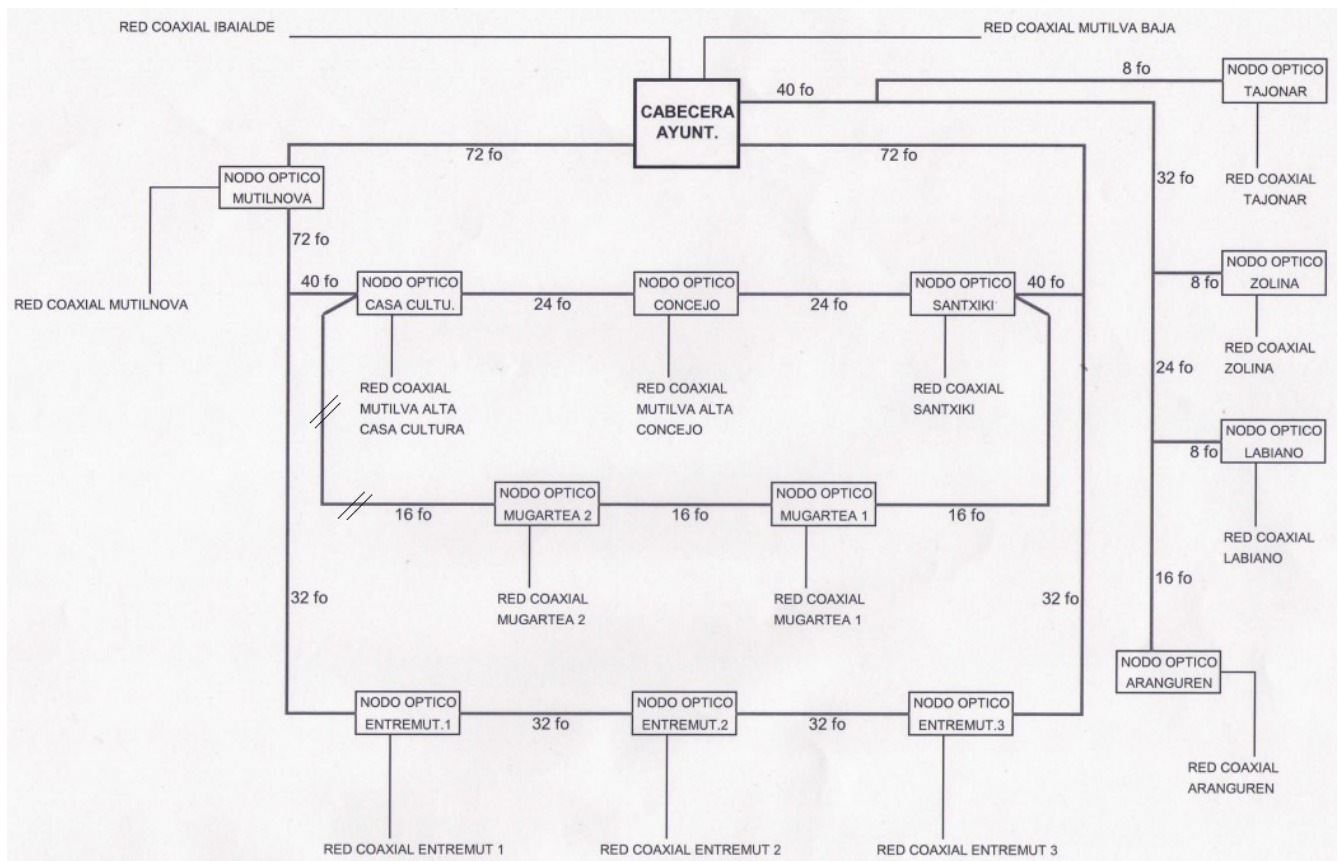 RED COAXIAL IBAIALDE
RED COAXIAL MUTILVA BAJA
8 fo
NODO OPTICO
TAJONAR
40 fo
CABECERA
AYUNT.
72 fo
72 fo
NODO OPTICO
MUTILNOVA
32 fo
RED COAXIAL
TAJONAR
72 fo
RED COAXIAL MUTILNOVA
40 fo
NODO OPTICO
CASA CULTU.
24 fo
NODO OPTICO
CONCEJO
24 fo
NODO OPTICO
SANTXIKI
40 fo
8 fo
NODO OPTICO
ZOLINA
RED COAXIAL
ZOLINA
24 fo
RED COAXIAL
MUTILVA ALTA
CASA CULTURA
RED COAXIAL
MUTILVA ALTA
CONCEJO
RED COAXIAL
SANTXIKI
8 fo
NODO OPTICO
LABIANO
16 fo
NODO OPTICO
MUGARTEA 2
16 fo
NODO OPTICO
MUGARTEA 1
16 fo
RED COAXIAL
LABIANO
16 fo
32 fo
RED COAXIAL
MUGARTEA 2
RED COAXIAL
MUGARTEA 1
32 fo
NODO OPTICO
ARANGUREN
NODO OPTICO
ENTREMUT.1
32 fo
NODO OPTICO
ENTREMUT.2
32 fo
NODO OPTICO
ENTREMUT.3
RED COAXIAL
ARANGUREN
RED COAXIAL ENTREMUT 1
RED COAXIAL ENTREMUT 2
RED COAXIAL ENTREMUT 3